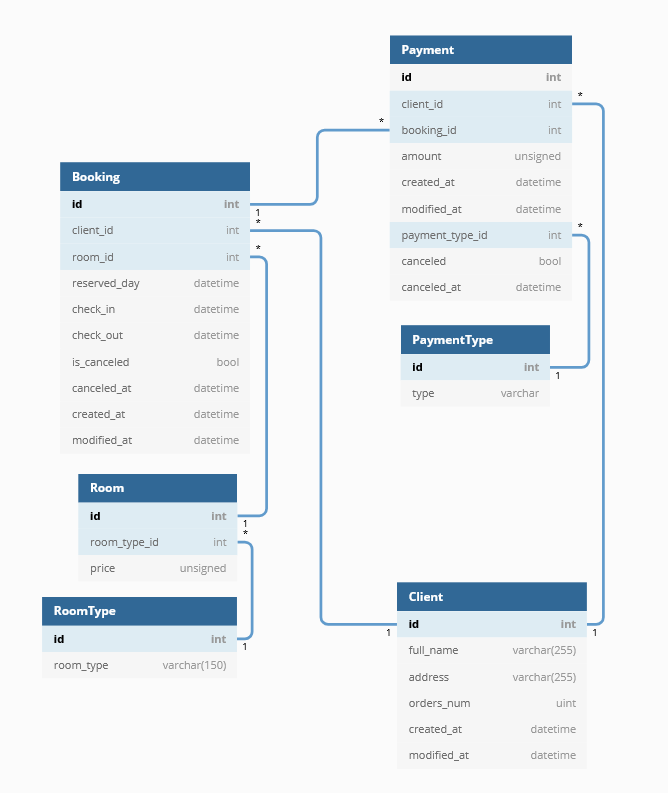 Payment
id int
client_id int
*
booking_id int
*
amount unsigned
created_at datetime
modified_at datetime
payment_type_id int
*
canceled bool
canceled_at datetime
Booking
id int
1
client_id int
*
room_id int
*
reserved_day datetime
check_in datetime
check_out datetime
is_canceled bool
canceled_at datetime
created_at datetime
modified_at datetime
PaymentType
id int
1
type varchar
Room
id int
1
room_type_id int
*
price unsigned
RoomType
id int
1
room_type varchar(150)
Client
id int
1
1
full_name varchar(255)
address varchar(255)
orders_num uint
created_at datetime
modified_at datetime